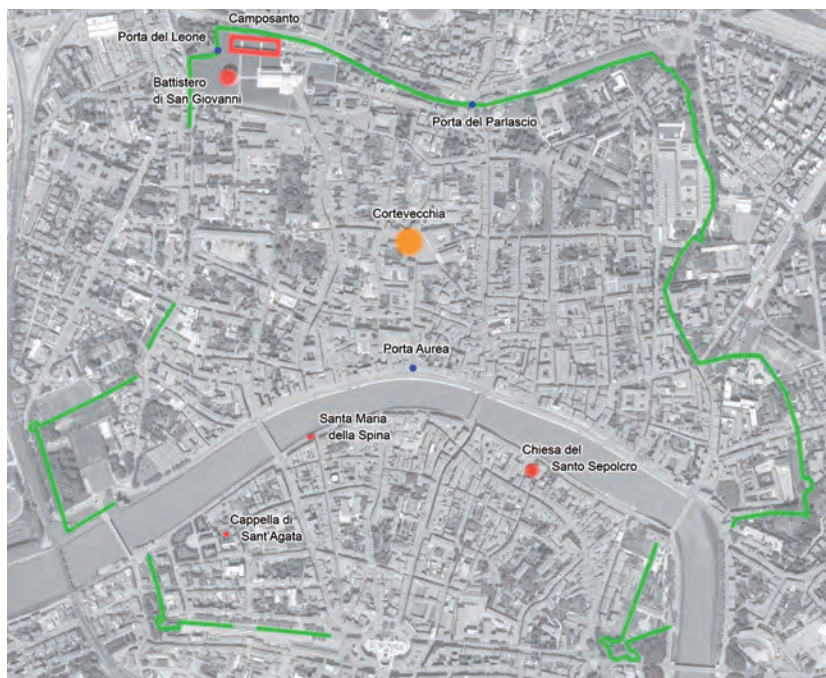 Camposanto
Porta del Leone
Battistero
di San Giovanni
Porta del Parlascio
Cortevecchia
Porta Aurea
Santa Maria
della Spina
Chiesa del
Santo Sepolcro
Cappella di
Sant'Agata